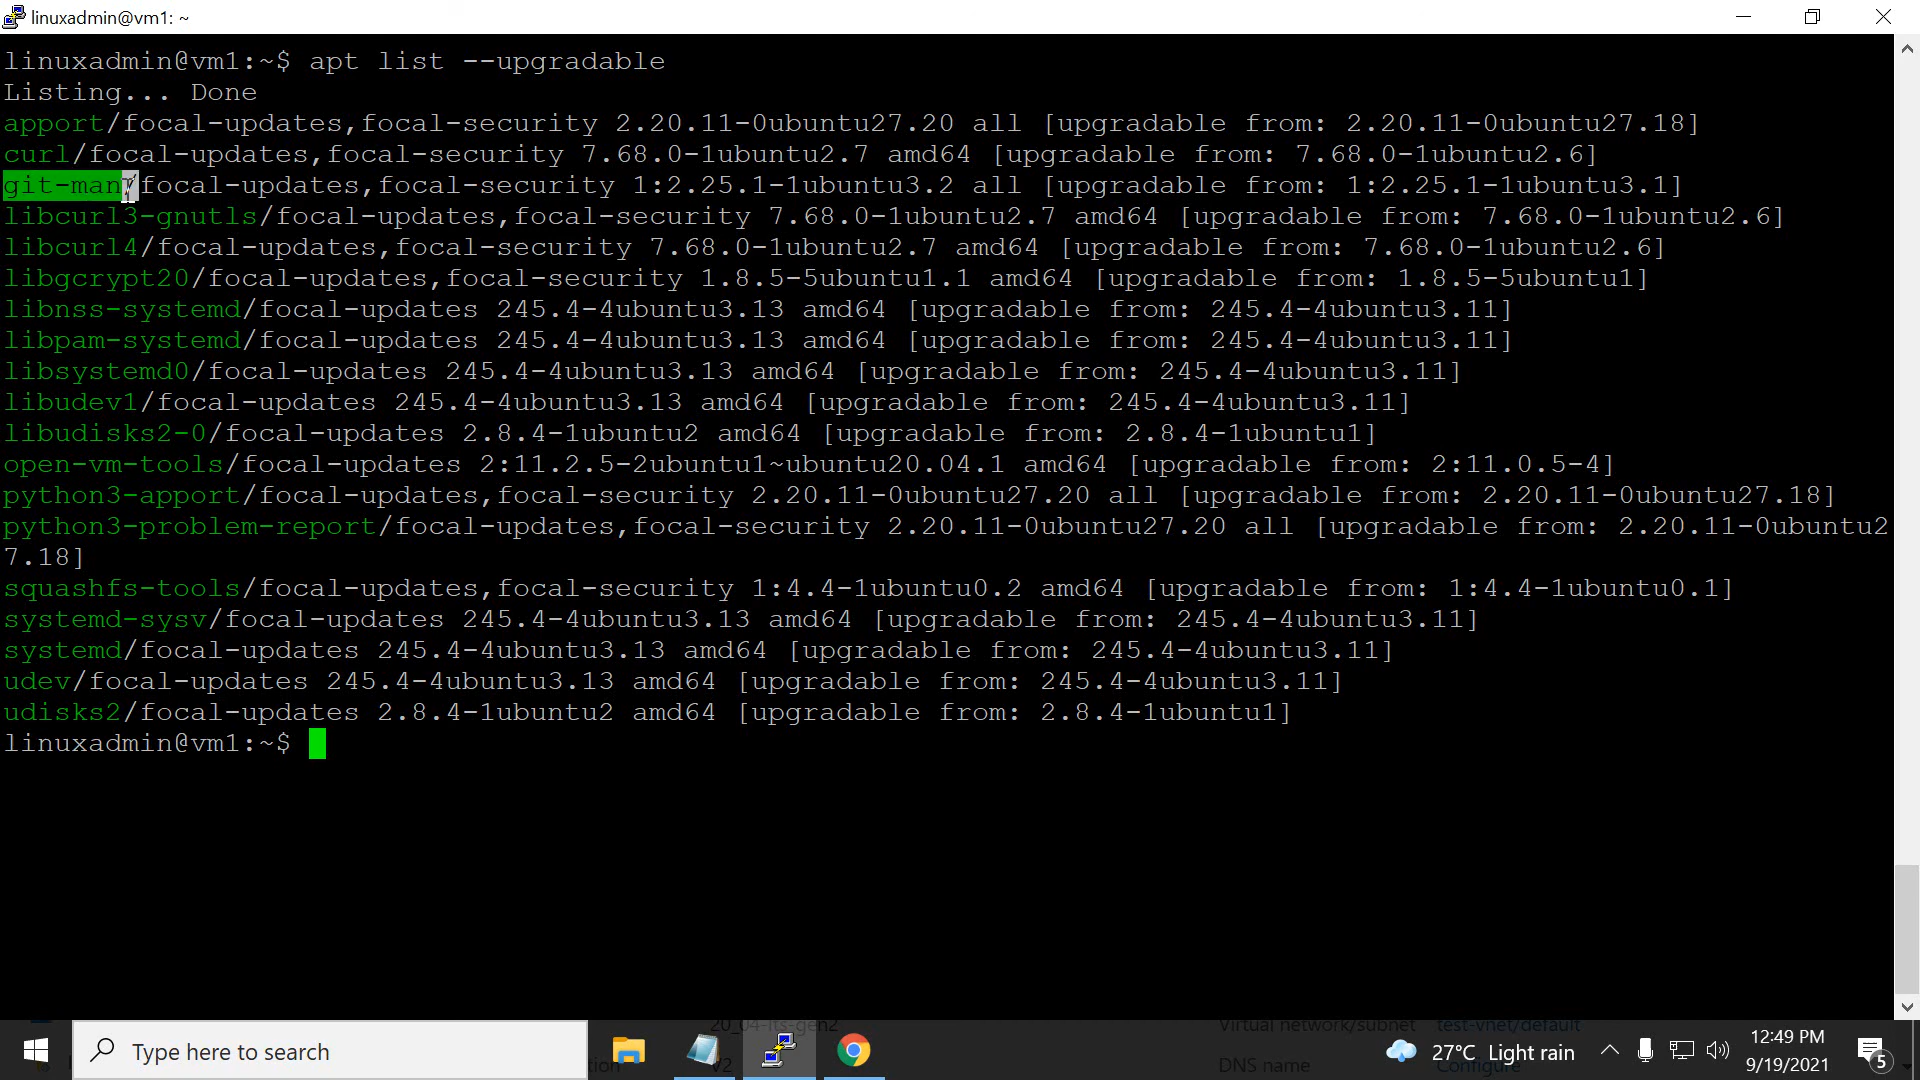 linuxadmin@vm1: ~
linuxadmin@vm1:~$ apt list --upgradable
Listing... Done
apport/focal-updates,focal-security 2.20.11-0ubuntu27.20 all [upgradable from: 2.20.11-0ubuntu27.18]
curl/focal-updates,focal-security 7.68.0-1ubuntu2.7 amd64 [upgradable from: 7.68.0-1ubuntu2.6]
git-man/focal-updates,focal-security 1:2.25.1-1ubuntu3.2 all [upgradable from: 1:2.25.1-1ubuntu3.1]
libcurl3-gnutls/focal-updates,focal-security 7.68.0-1ubuntu2.7 amd64 [upgradable from: 7.68.0-1ubuntu2.6]
libcurl4/focal-updates,focal-security 7.68.0-1ubuntu2.7 amd64 [upgradable from: 7.68.0-1ubuntu2.6]
libgcrypt20/focal-updates,focal-security 1.8.5-5ubuntu1.1 amd64 [upgradable from: 1.8.5-5ubuntu1]
libnss-systemd/focal-updates 245.4-4ubuntu3.13 amd64 [upgradable from: 245.4-4ubuntu3.11]
libpam-systemd/focal-updates 245.4-4ubuntu3.13 amd64 [upgradable from: 245.4-4ubuntu3.11]
libsystemd0/focal-updates 245.4-4ubuntu3.13 amd64 [upgradable from: 245.4-4ubuntu3.11]
libudev1/focal-updates 245.4-4ubuntu3.13 amd64 [upgradable from: 245.4-4ubuntu3.11]
libudisks2-0/focal-updates 2.8.4-1ubuntu2 amd64 [upgradable from: 2.8.4-1ubuntu1]
open-vm-tools/focal-updates 2:11.2.5-2ubuntu1~ubuntu20.04.1 amd64 [upgradable from: 2:11.0.5-4]
python3-apport/focal-updates,focal-security 2.20.11-0ubuntu27.20 all [upgradable from: 2.20.11-0ubuntu27.18]
python3-problem-report/focal-updates,focal-security 2.20.11-0ubuntu27.20 all [upgradable from: 2.20.11-0ubuntu2
7.18]
squashfs-tools/focal-updates,focal-security 1:4.4-1ubuntu0.2 amd64 [upgradable from: 1:4.4-1ubuntu0.1]
systemd-sysv/focal-updates 245.4-4ubuntu3.13 amd64 [upgradable from: 245.4-4ubuntu3.11]
systemd/focal-updates 245.4-4ubuntu3.13 amd64 [upgradable from: 245.4-4ubuntu3.11]
udev/focal-updates 245.4-4ubuntu3.13 amd64 [upgradable from: 245.4-4ubuntu3.11]
udisks2/focal-updates 2.8.4-1ubuntu2 amd64 [upgradable from: 2.8.4-1ubuntu1]
linuxadmin@vm1:~$
20_04-lts-gen2 Virtual network/subnet test-vnet/default
Type here to search
27°C Light rain
12:49 PM
9/19/2021
5
V2 DNS name Configure